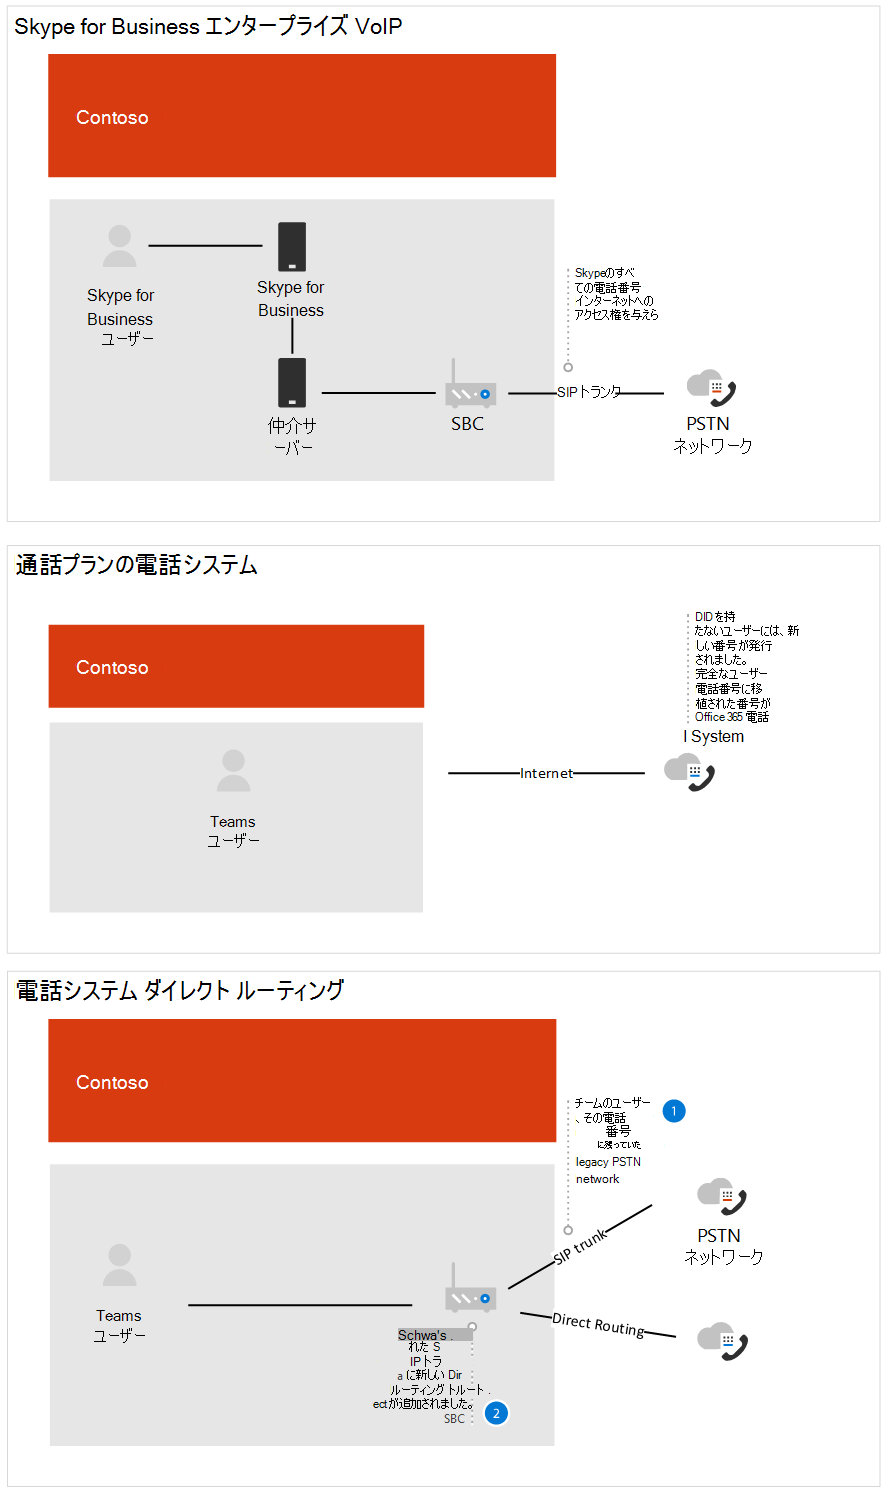 Skype for Business エンタープライズ VoIP
Contoso
Skype for
Business
ユーザー
Skype for
Business
仲介サ
ーバー
SBC
Skypeのすべ
ての電話番号
インターネットへの
アクセス権を与えら
SIPトランク
PSTN
ネットワーク
通話プランの電話システム
Contoso
Teams
ユーザー
Internet
DIDを持
たないユーザーには、新
しい番号が発行
されました。
完全なユーザー
電話番号に移
植された番号が
Office 365 電話
l System
電話システム ダイレクト ルーティング
Contoso
チームのユーザー
、その電話
番号
に残っていた
legacy PSTN
network
1
SIP trunk
PSTN
ネットワーク
Direct Routing
Teams
ユーザー
Schwa's .
れた S
IPトラ
a に新しい Dir
ルーティング トルート .
ectが追加されました。
SBC
2